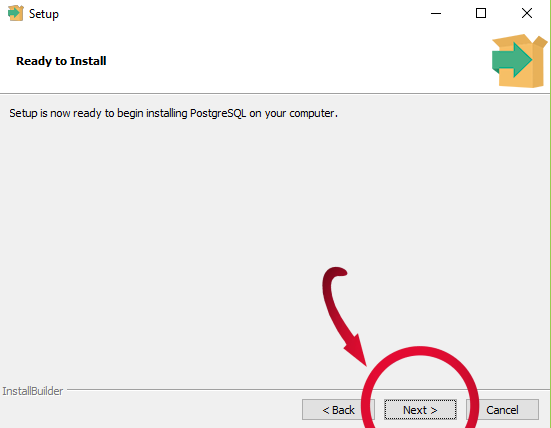 Setup
Ready to Install
Setup is now ready to begin installing PostgreSQL on your computer.
InstallBuilder
< Back
Next >
Cancel